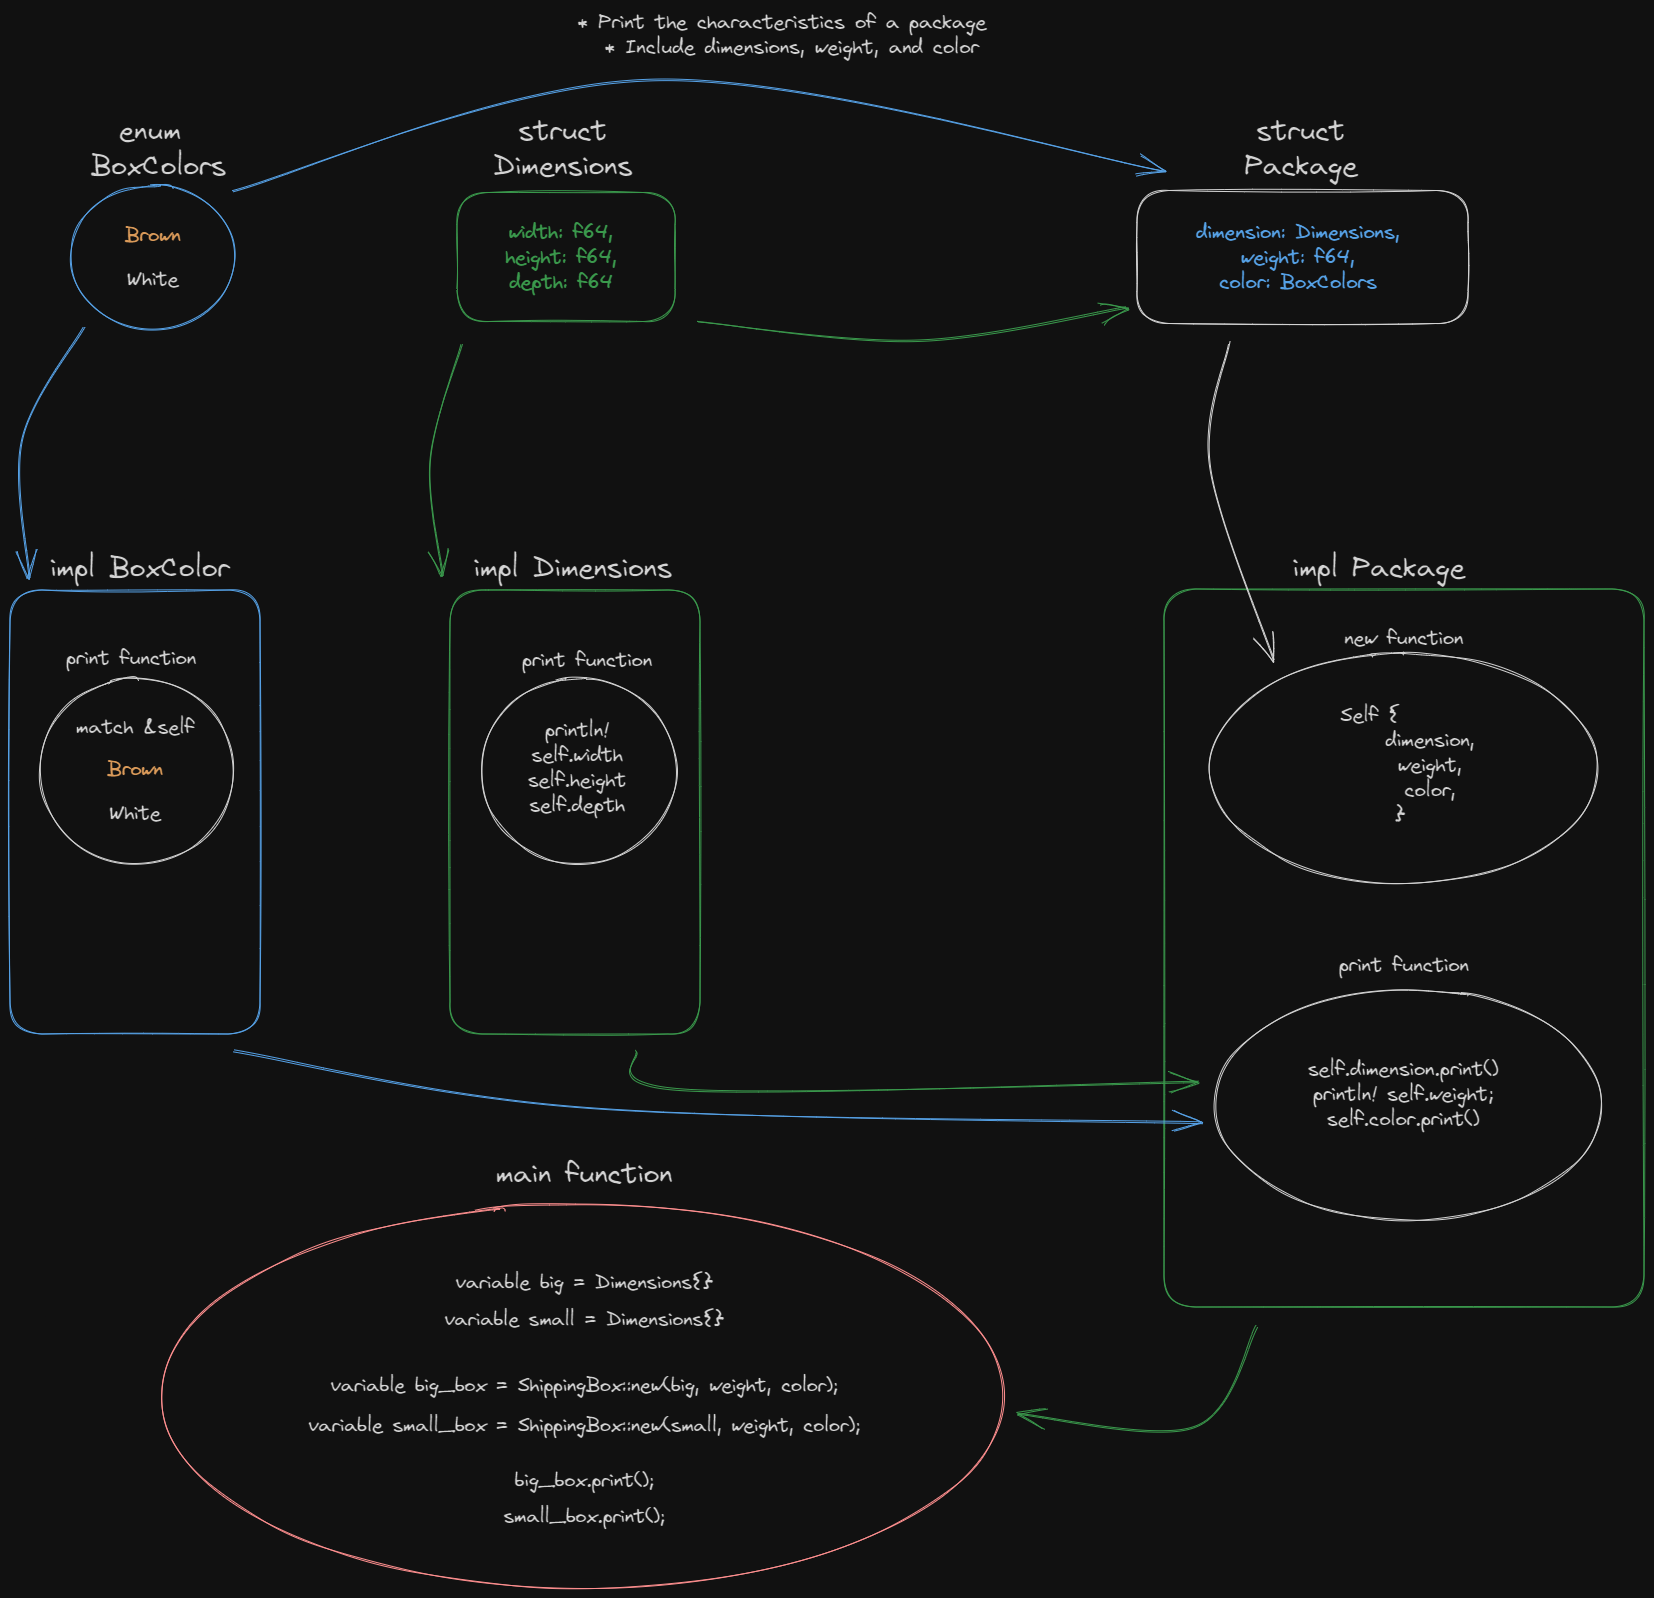 * Print the characteristics of a package
* Include dimensions, weight, and color
enum
BoxColors
Brown
White
struct
Dimensions
width: f64,
height: f64,
depth: f64
struct
Package
dimension: Dimensions,
weight: f64,
color: BoxColors
impl BoxColor
print function
match &self
Brown
White
impl Dimensions
print function
println!
self.width
self.height
self.depth
impl Package
new function
Self {
dimension,
weight,
color,
}
print function
self.dimension.print()
println! self.weight;
self.color.print()
main function
variable big = Dimensions{}
variable small = Dimensions{}
variable big_box = ShippingBox::new(big, weight, color);
variable small_box = ShippingBox::new(small, weight, color);
big_box.print();
small_box.print();